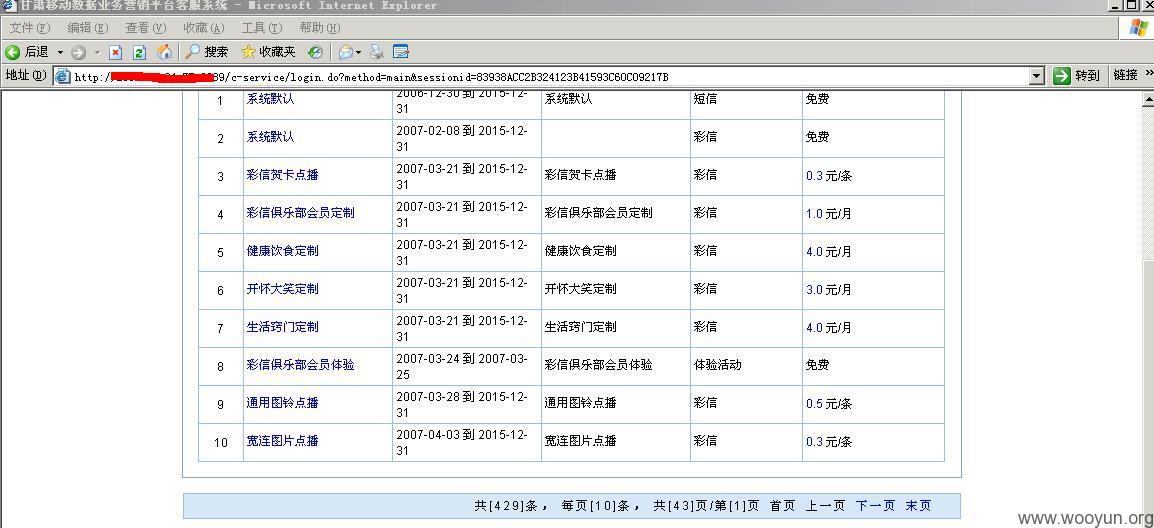 甘肃移动数据业务营销平台客服系统 - Microsoft Internet Explorer
文件(F) 编辑(E) 查看(V) 收藏(A) 工具(T) 帮助(H)
后退 搜索 收藏夹
地址(D) http://89/c-service/login.do?method=main&sessionid=83938ACC2B324123B41593C60C09217B 转到 链接 »
1 系统默认 2006-12-30 到 2015-12-31 系统默认 短信 免费
2 系统默认 2007-02-08 到 2015-12-31 彩信 免费
3 彩信贺卡点播 2007-03-21 到 2015-12-31 彩信贺卡点播 彩信 0.3 元/条
4 彩信俱乐部会员定制 2007-03-21 到 2015-12-31 彩信俱乐部会员定制 彩信 1.0 元/月
5 健康饮食定制 2007-03-21 到 2015-12-31 健康饮食定制 彩信 4.0 元/月
6 开怀大笑定制 2007-03-21 到 2015-12-31 开怀大笑定制 彩信 3.0 元/月
7 生活窍门定制 2007-03-21 到 2015-12-31 生活窍门定制 彩信 4.0 元/月
8 彩信俱乐部会员体验 2007-03-24 到 2007-03-25 彩信俱乐部会员体验 体验活动 免费
9 通用图铃点播 2007-03-28 到 2015-12-31 通用图铃点播 彩信 0.5 元/条
10 宽连图片点播 2007-04-03 到 2015-12-31 宽连图片点播 彩信 0.3 元/条
共[429]条， 每页[10]条， 共[43]页/第[1]页 首页 上一页 下一页 末页
www.wooyun.org